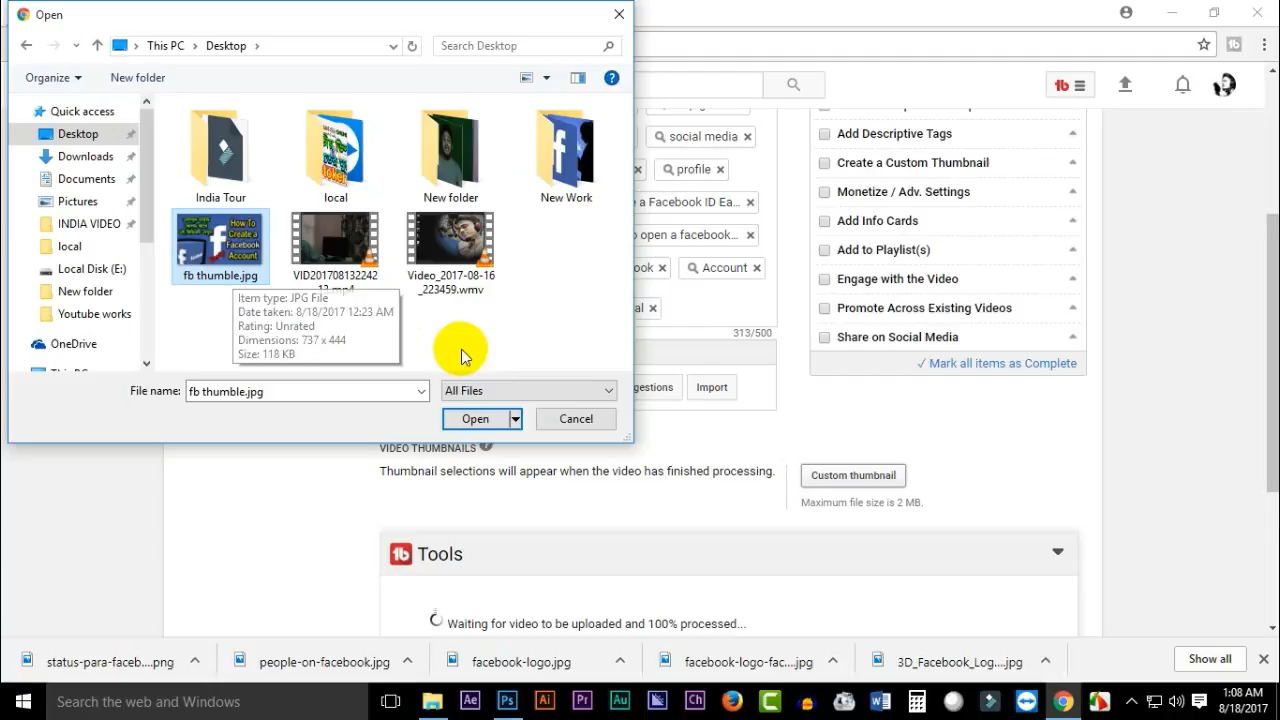 Open
This PC
Desktop
Search Desktop
Organize
New folder
?
Quick access
Desktop
Downloads
Documents
Pictures
INDIA VIDEO
local
Local Disk (E:)
New folder
Youtube works
OneDrive
India Tour
local
New folder
New Work
How To
Create a
Facebook
Account
fb thumble.jpg
VID201708132242
Video_2017-08-16
_223459.wmv
Item type: JPG File
Date taken: 8/18/2017 12:23 AM
Rating: Unrated
Dimensions: 737 x 444
Size: 118 KB
File name:
fb thumble.jpg
All Files
Open
Cancel
social media
profile
e a Facebook ID Ea...
o open a facebook...
ook
Account
al
313/500
gestions
Import
Add Descriptive Tags
Create a Custom Thumbnail
Monetize / Adv. Settings
Add Info Cards
Add to Playlist(s)
Engage with the Video
Promote Across Existing Videos
Share on Social Media
✓ Mark all items as Complete
VIDEO THUMBNAILS ?
Thumbnail selections will appear when the video has finished processing.
Custom thumbnail
Maximum file size is 2 MB.
Tools
Waiting for video to be uploaded and 100% processed...
status-para-faceb....png
people-on-facebook.jpg
facebook-logo.jpg
facebook-logo-fac....jpg
3D_Facebook_Log....jpg
Show all
Search the web and Windows
Ae
Ps
Ai
Pr
Au
Ch
1:08 AM
8/18/2017